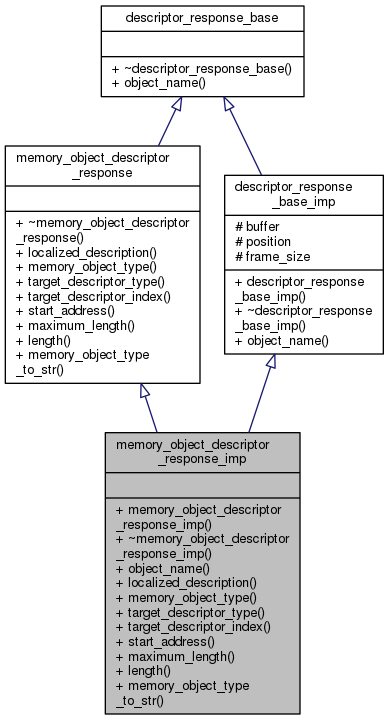 descriptor_response_base
+ ~descriptor_response_base()
+ object_name()
memory_object_descriptor
_response
+ ~memory_object_descriptor
_response()
+ localized_description()
+ memory_object_type()
+ target_descriptor_type()
+ target_descriptor_index()
+ start_address()
+ maximum_length()
+ length()
+ memory_object_type
_to_str()
descriptor_response
_base_imp
# buffer
# position
# frame_size
+ descriptor_response
_base_imp()
+ ~descriptor_response
_base_imp()
+ object_name()
memory_object_descriptor
_response_imp
+ memory_object_descriptor
_response_imp()
+ ~memory_object_descriptor
_response_imp()
+ object_name()
+ localized_description()
+ memory_object_type()
+ target_descriptor_type()
+ target_descriptor_index()
+ start_address()
+ maximum_length()
+ length()
+ memory_object_type
_to_str()